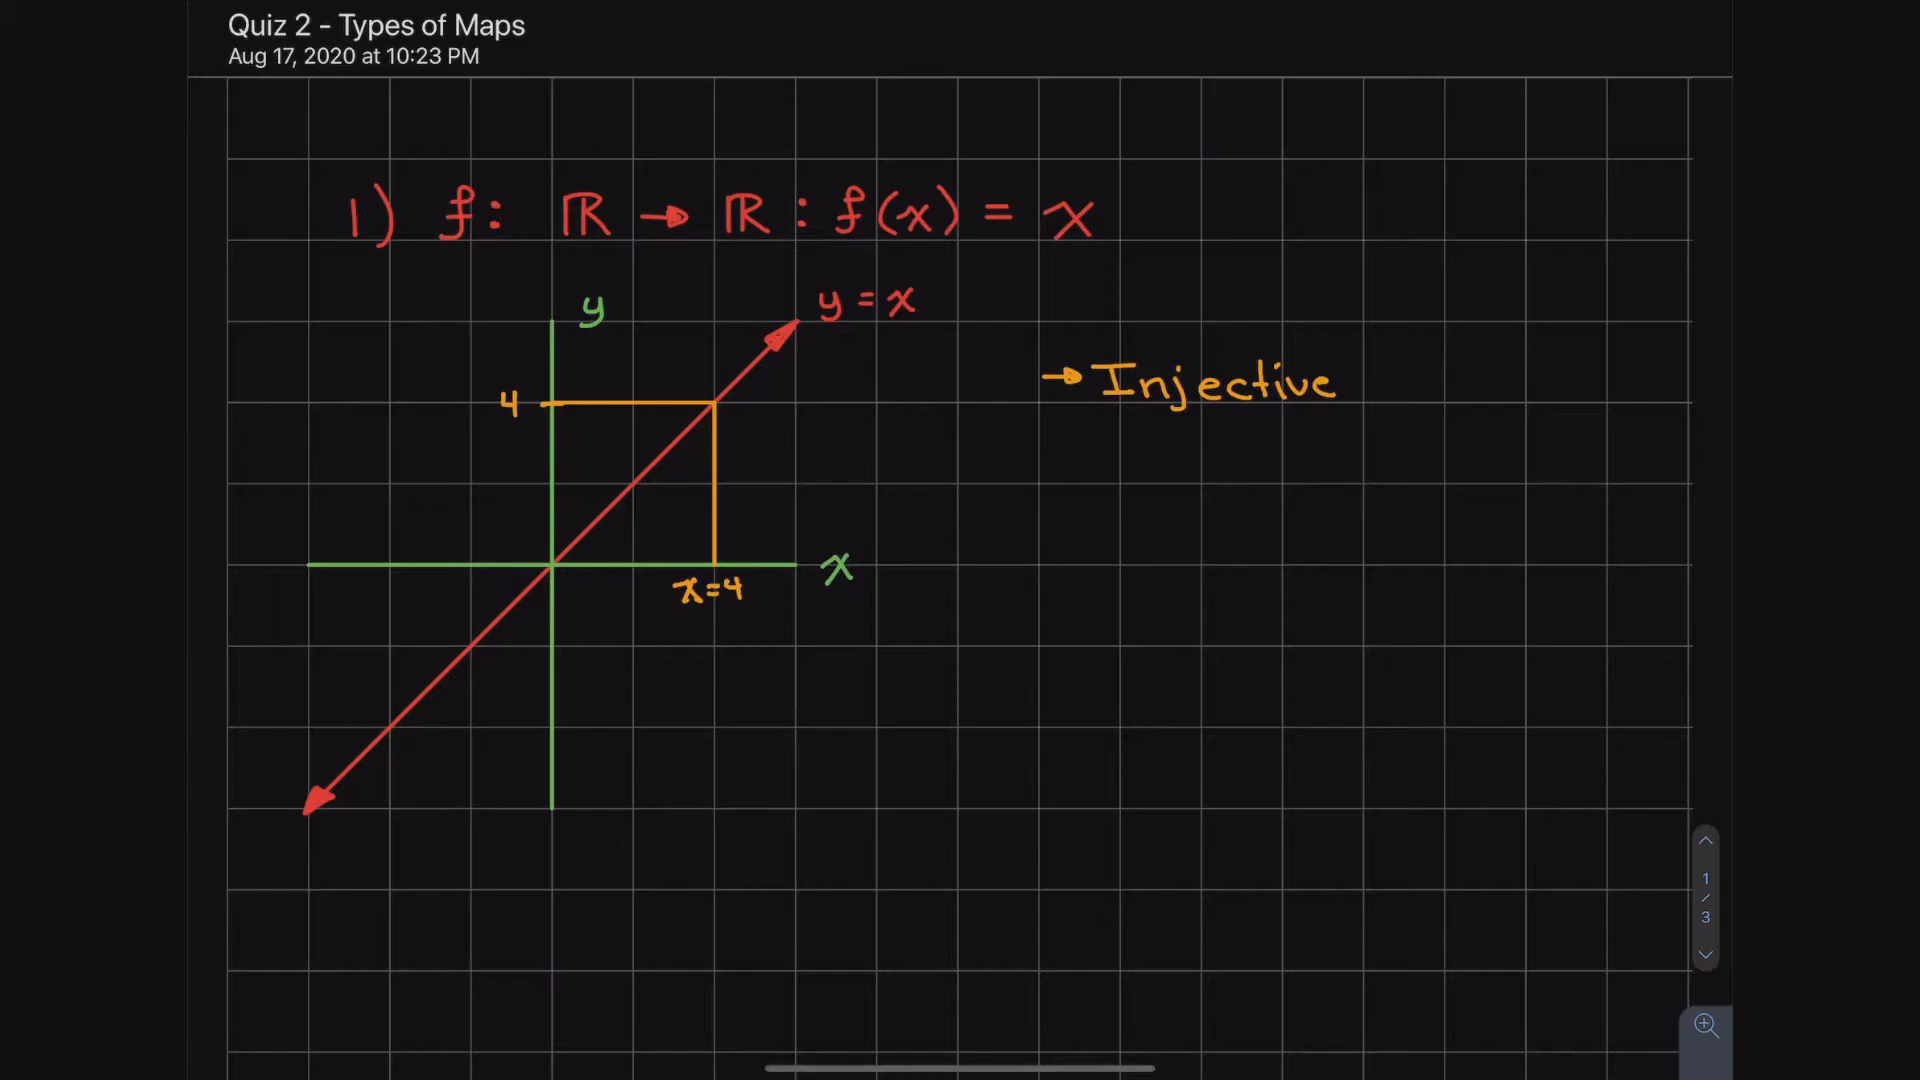 Quiz 2 - Types of Maps
Aug 17, 2020 at 10:23 PM
1) f: ℝ → ℝ : f(x) = x
y
y = x
→ Injective
4
x
x=4
1
/
3